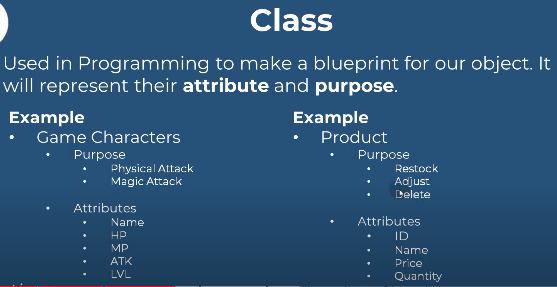 Class
Used in Programming to make a blueprint for our object. It
will represent their attribute and purpose.
Example
• Game Characters
• Purpose
• Physical Attack
• Magic Attack
• Attributes
• Name
• HP
• MP
• ATK
• LVL
Example
• Product
• Purpose
• Restock
• Adjust
• Delete
• Attributes
• ID
• Name
• Price
• Quantity